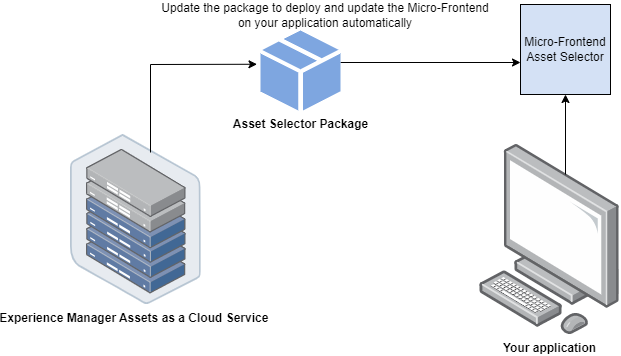 Update the package to deploy and update the Micro-Frontend
on your application automatically
Micro-Frontend
Asset Selector
Asset Selector Package
Experience Manager Assets as a Cloud Service
Your application